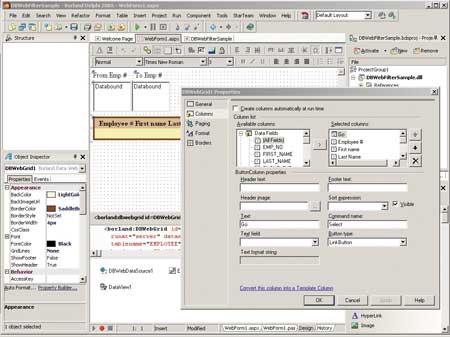 DBWebFilterSample - Borland Delphi 2005 - WebForm1.aspx
File Edit Search View Refactor Project Run Component Tools StarTeam Window Help
Default Layout
Structure
Welcome Page WebForm1.aspx DBWebFilterSample
Normal Times New Roman 3
From Emp # To Emp #
Databound Databound
Employee # First name Last
DBWebFilterSample.bdsproj - Proj
Activate New Remove
File
ProjectGroup1
DBWebFilterSample.dll
References
DBWebGrid1 Properties
General
Columns
Paging
Format
Borders
Create columns automatically at run time
Column list
Available columns:
Selected columns:
Data Fields
(All Fields)
EMP_NO
FIRST_NAME
LAST_NAME
Go
Employee #
First name
Last Name
ButtonColumn properties
Header text:
Footer text:
Header image:
Sort expression:
Visible
Text:
Go
Command name:
Select
Text field:
Button type:
LinkButton
Text format string:
Convert this column into a Template Column
OK Cancel Apply Help
Object Inspector
DBWebGrid1 Borland.Data.Web
Properties Events
Appearance
BackColor LightGold
BackImageUrl
BorderColor SaddleBr
BorderStyle NotSet
BorderWidth 4px
CssClass
Font
ForeColor Black
GridLines None
ShowFooter False
ShowHeader True
Behavior
AccessKey
Auto Format... Property Builder...
Appearance
1 object selected
<borland:dbwebgrid id=DBWebGrid
<borland:DBWebGrid id=
runat="server" datas
tablename="EMPLOYEE"
DBWebDataSource1
DataView1
1: 1 Insert Modified
WebForm1.aspx WebForm1.pas Design History
HyperLink
Image